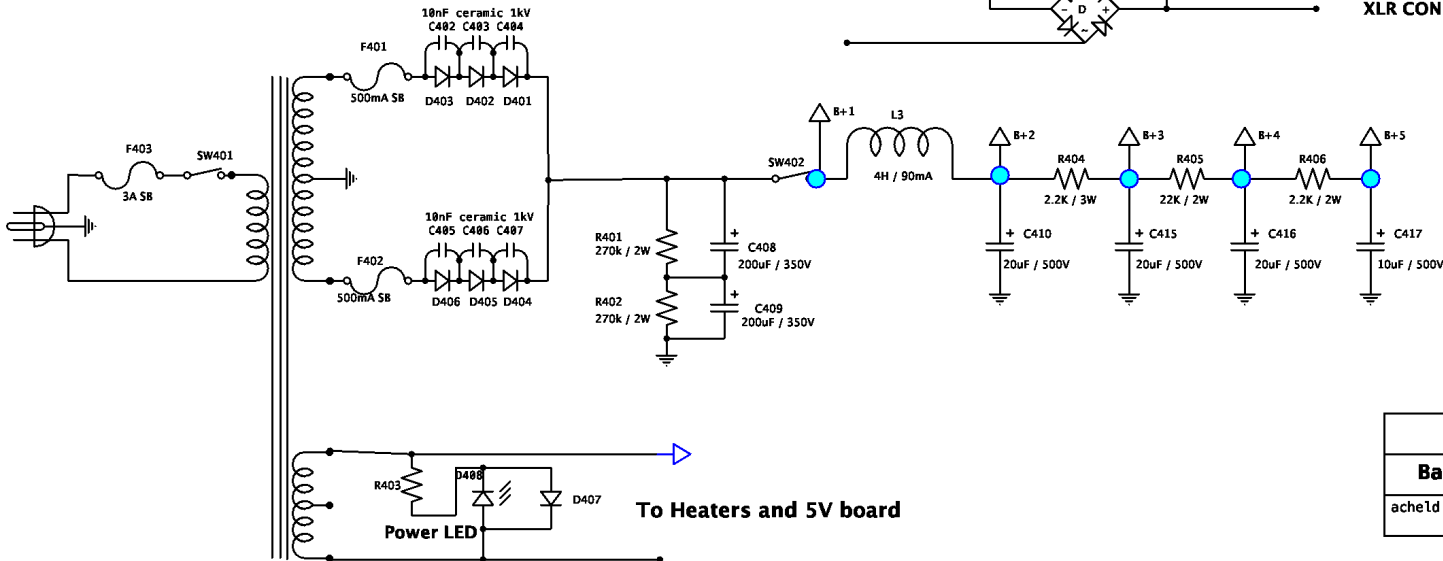 10nF ceramic 1kV
C402 C403 C404
F401
500mA SB
D403 D402 D401
- D +
~
XLR CON
F403
SW401
3A SB
B+1
L3
4H / 90mA
SW402
B+2
B+3
B+4
B+5
R404
2.2K / 3W
R405
22K / 2W
R406
2.2K / 2W
10nF ceramic 1kV
C405 C406 C407
F402
500mA SB
D406 D405 D404
R401
270k / 2W
+
C408
200uF / 350V
R402
270k / 2W
+
C409
200uF / 350V
+ C410
20uF / 500V
+ C415
20uF / 500V
+ C416
20uF / 500V
+ C417
10uF / 500V
R403
D408
D407
Power LED
To Heaters and 5V board
Ba
acheld